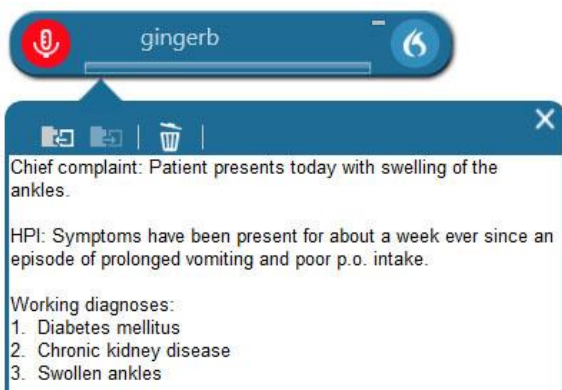 gingerb
Chief complaint: Patient presents today with swelling of the
ankles.
HPI: Symptoms have been present for about a week ever since an
episode of prolonged vomiting and poor p.o. intake.
Working diagnoses:
1. Diabetes mellitus
2. Chronic kidney disease
3. Swollen ankles